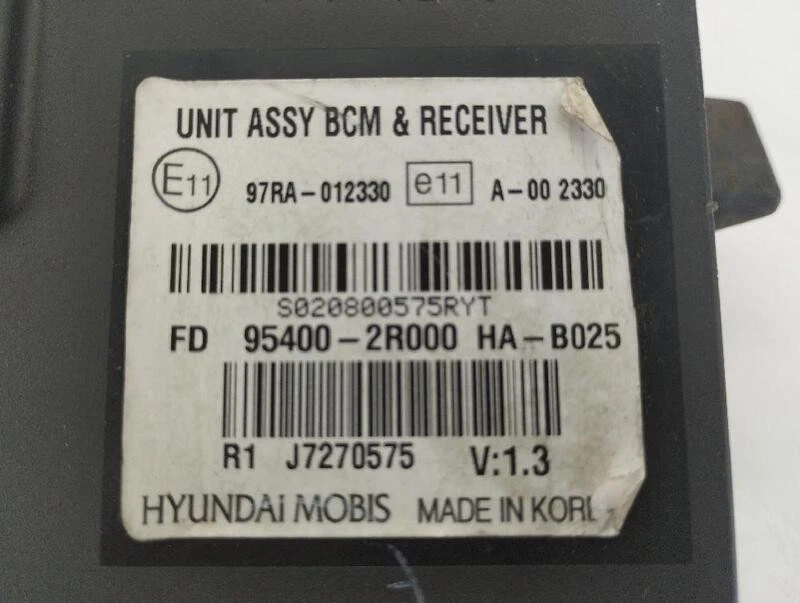 UNIT ASSY BCM & RECEIVER
E11 97RA-012330 e11 A-00 2330
S020800575RYT
FD 95400-2R000 HA-B025
R1 J7270575 V:1.3
HYUNDAI MOBIS MADE IN